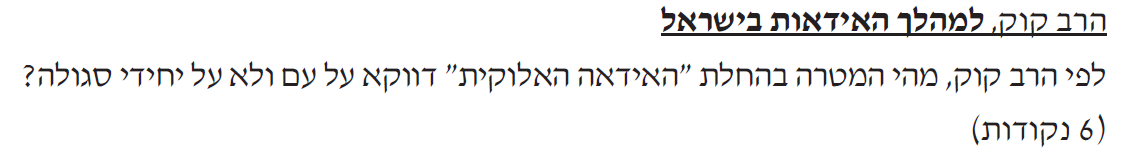 הרב קוק, למהלך האידאות בישראל
לפי הרב קוק, מהי המטרה בהחלת "האידאה האלוקית" דווקא על עם ולא על יחידי סגולה?
(6 נקודות)